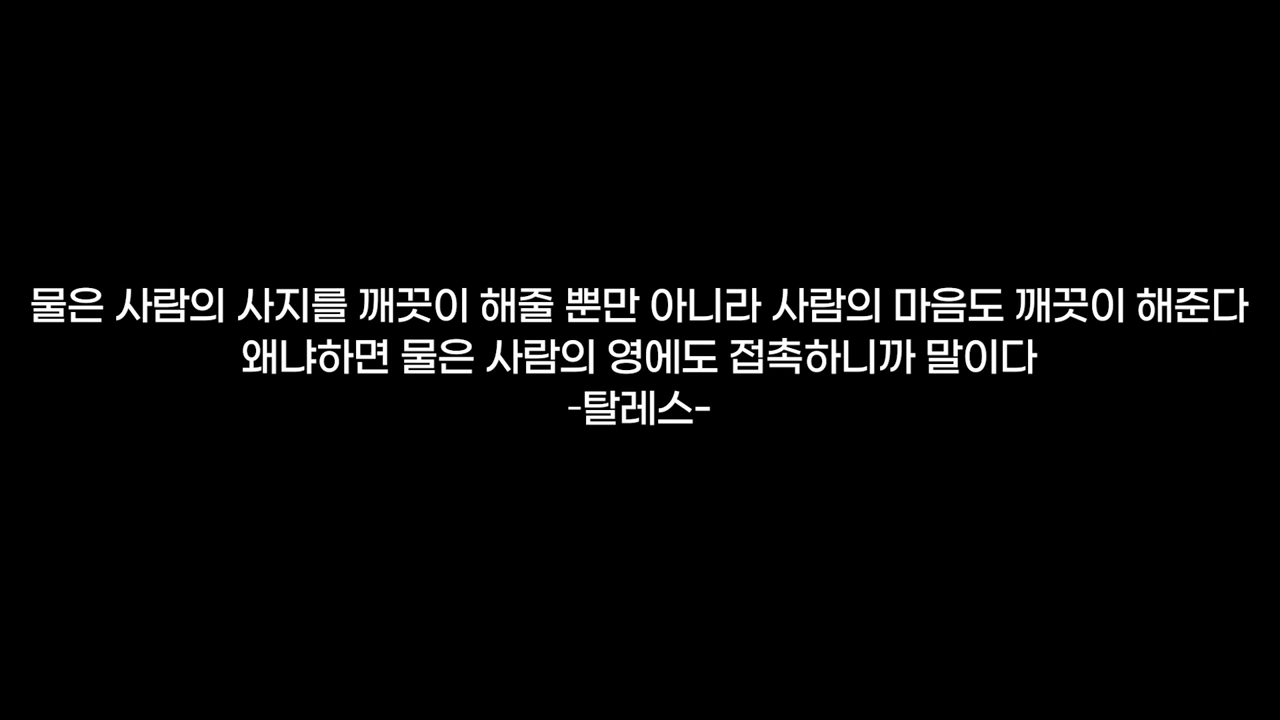 물은 사람의 사지를 깨끗이 해줄 뿐만 아니라 사람의 마음도 깨끗이 해준다
왜냐하면 물은 사람의 영에도 접촉하니까 말이다
-탈레스-